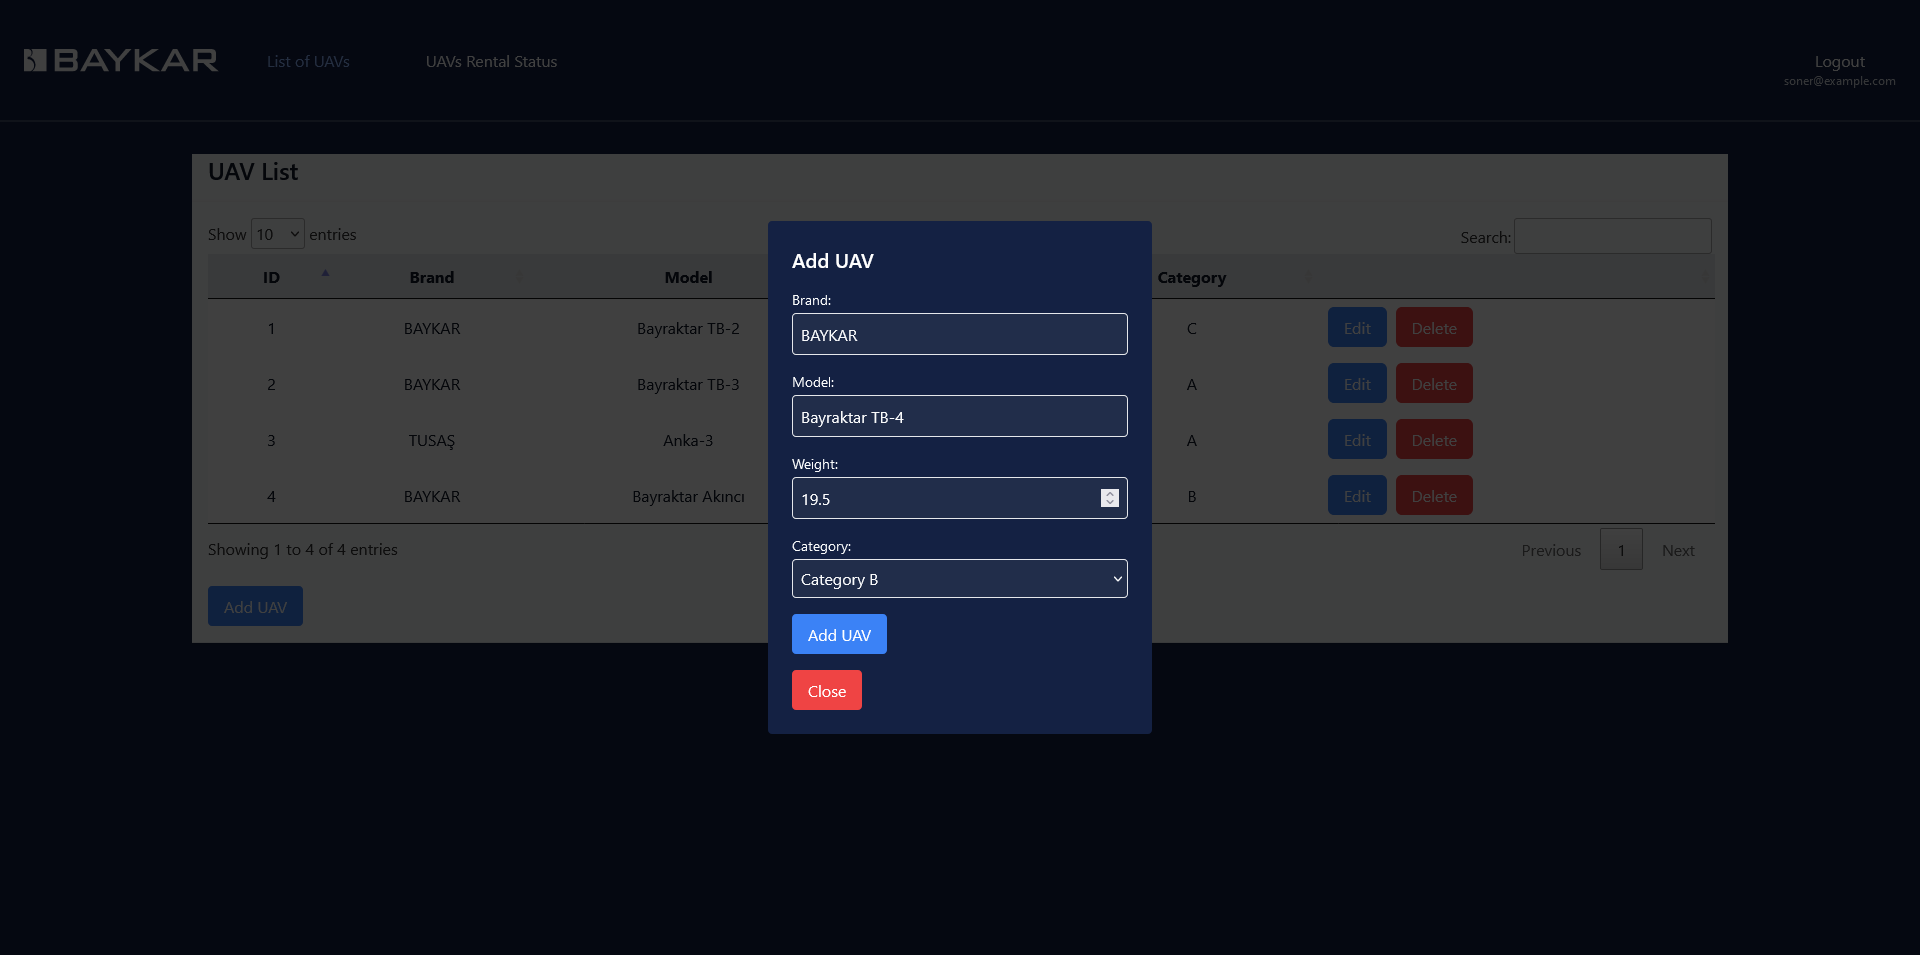 BAYKAR
List of UAVs
UAVs Rental Status
Logout
soner@example.com
UAV List
Show 10 entries
Search:
ID Brand Model Category
1 BAYKAR Bayraktar TB-2 C Edit Delete
2 BAYKAR Bayraktar TB-3 A Edit Delete
3 TUSAŞ Anka-3 A Edit Delete
4 BAYKAR Bayraktar Akıncı B Edit Delete
Showing 1 to 4 of 4 entries
Previous 1 Next
Add UAV
Add UAV
Brand:
BAYKAR
Model:
Bayraktar TB-4
Weight:
19.5
Category:
Category B
Add UAV
Close